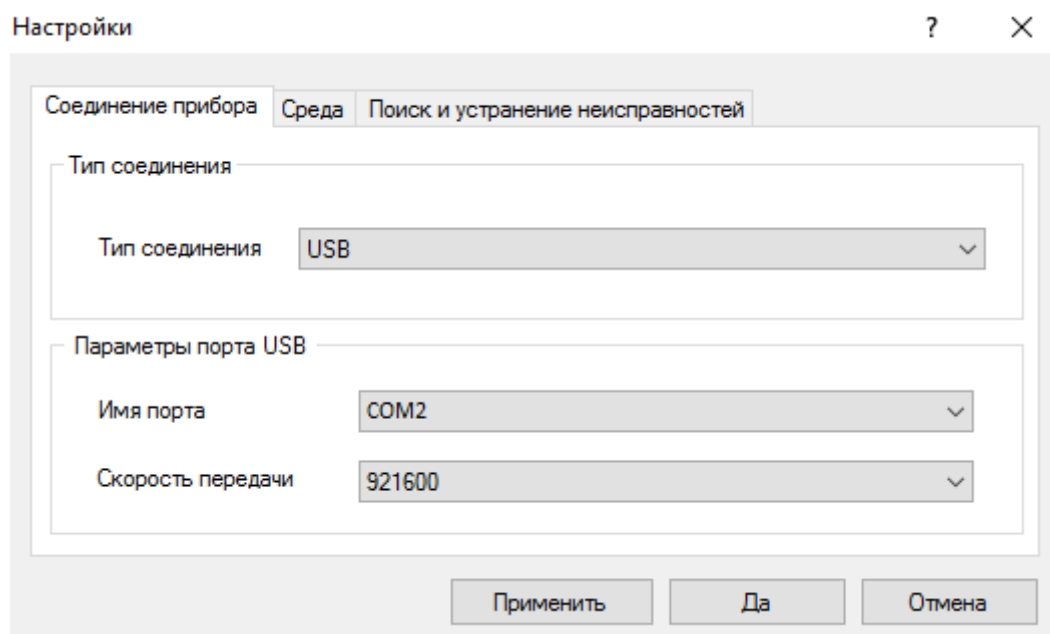 Настройки ?
Соединение прибора Среда Поиск и устранение неисправностей
Тип соединения
Тип соединения USB
Параметры порта USB
Имя порта COM2
Скорость передачи 921600
Применить Да Отмена